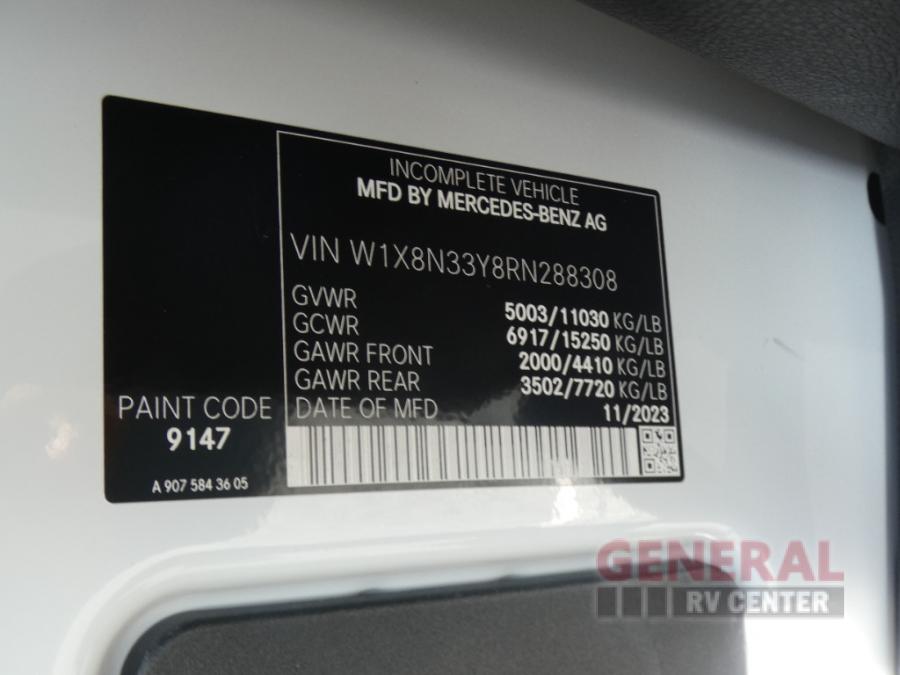 INCOMPLETE VEHICLE
MFD BY MERCEDES-BENZ AG
VIN W1X8N33Y8RN288308
GVWR 5003/11030 KG/LB
GCWR 6917/15250 KG/LB
GAWR FRONT 2000/4410 KG/LB
GAWR REAR 3502/7720 KG/LB
DATE OF MFD 11/2023
PAINT CODE
9147
A 907 584 36 05
GENERAL
RV CENTER